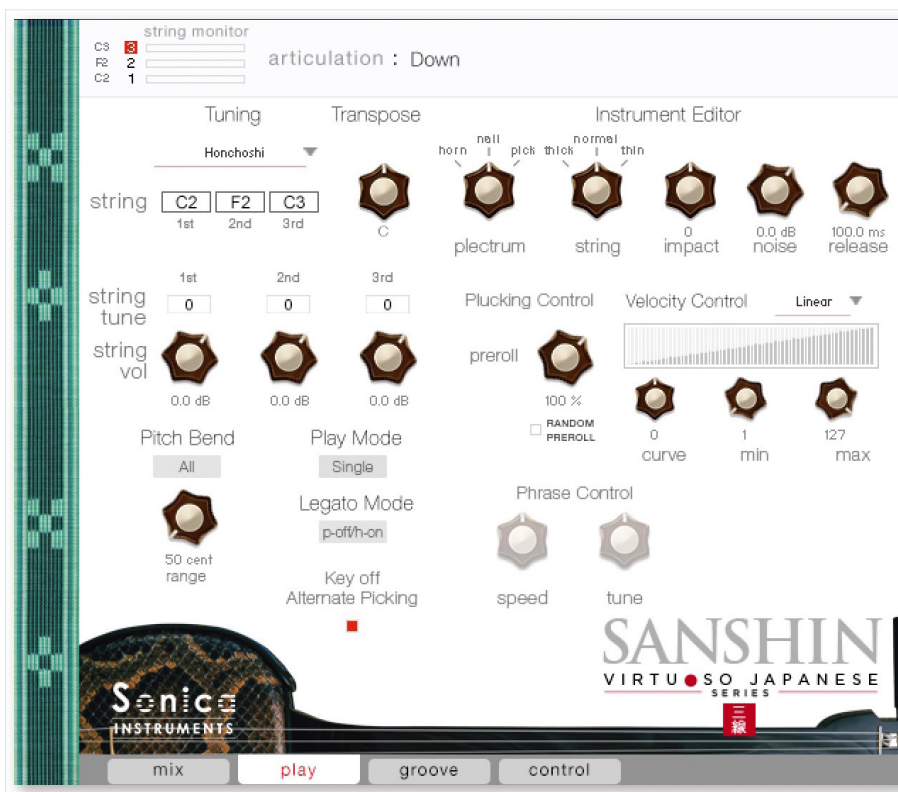 string monitor
C3 3
F2 2
C2 1
articulation : Down
Tuning
Transpose
Instrument Editor
Honchoshi
horn nail pick
thick normal thin
string C2 F2 C3
1st 2nd 3rd
C
plectrum
string
0
impact
0.0 dB
noise
100.0 ms
release
1st 2nd 3rd
string tune 0 0 0
string vol
0.0 dB 0.0 dB 0.0 dB
Plucking Control
preroll
100 %
RANDOM
PREROLL
Velocity Control
Linear
0 1 127
curve min max
Pitch Bend
All
50 cent
range
Play Mode
Single
Legato Mode
p-off/h-on
Key off
Alternate Picking
Phrase Control
speed tune
SANSHIN
VIRTUOSO JAPANESE
SERIES
三線
Sonica
INSTRUMENTS
mix play groove control